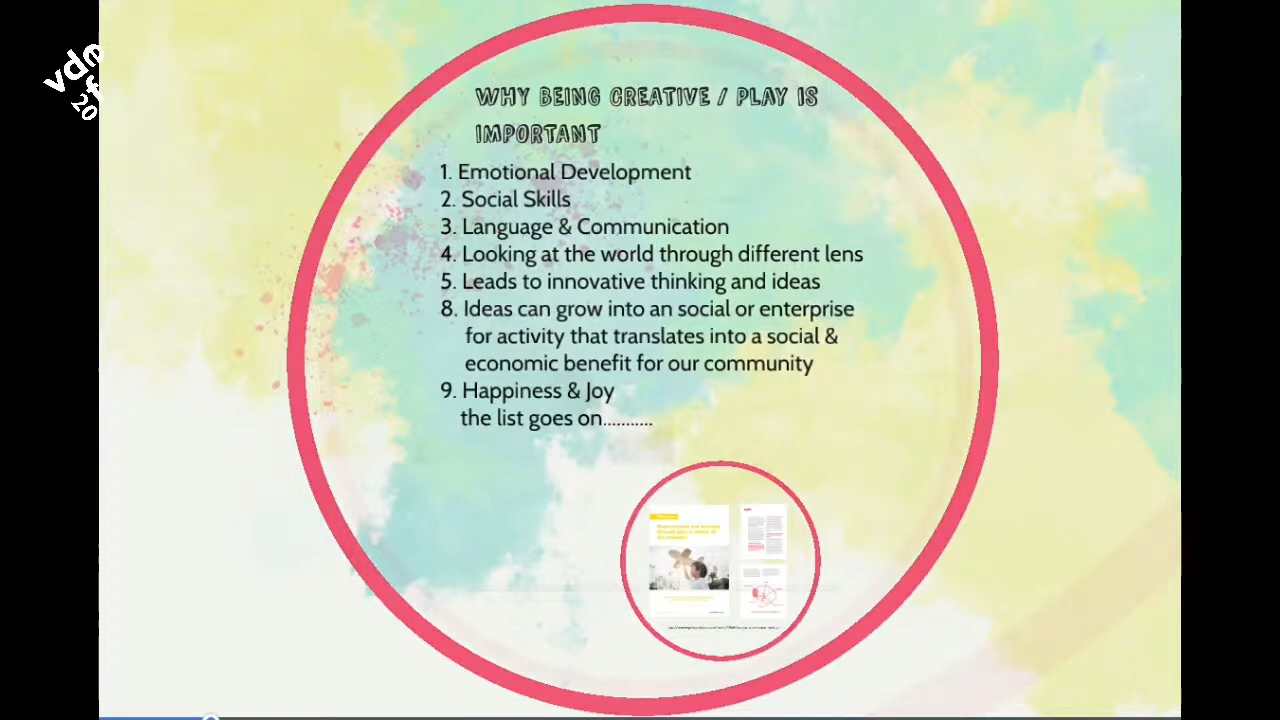 vdmf
20
WHY BEING CREATIVE / PLAY IS
IMPORTANT
1. Emotional Development
2. Social Skills
3. Language & Communication
4. Looking at the world through different lens
5. Leads to innovative thinking and ideas
8. Ideas can grow into an social or enterprise
for activity that translates into a social &
economic benefit for our community
9. Happiness & Joy
the list goes on...........